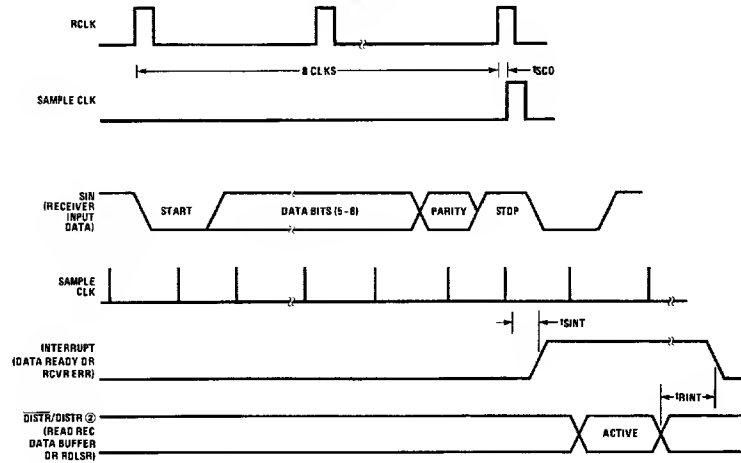 RCLK
8 CLKS
tSCD
SAMPLE CLK
SIN
(RECEIVER
INPUT
DATA)
START
DATA BITS (5-8)
PARITY
STOP
SAMPLE
CLK
tSINT
INTERRUPT
(DATA READY OR
RCVR ERR)
tRINT
DISTR/DISTR ②
(READ REC
DATA BUFFER
OR RDLSR)
ACTIVE